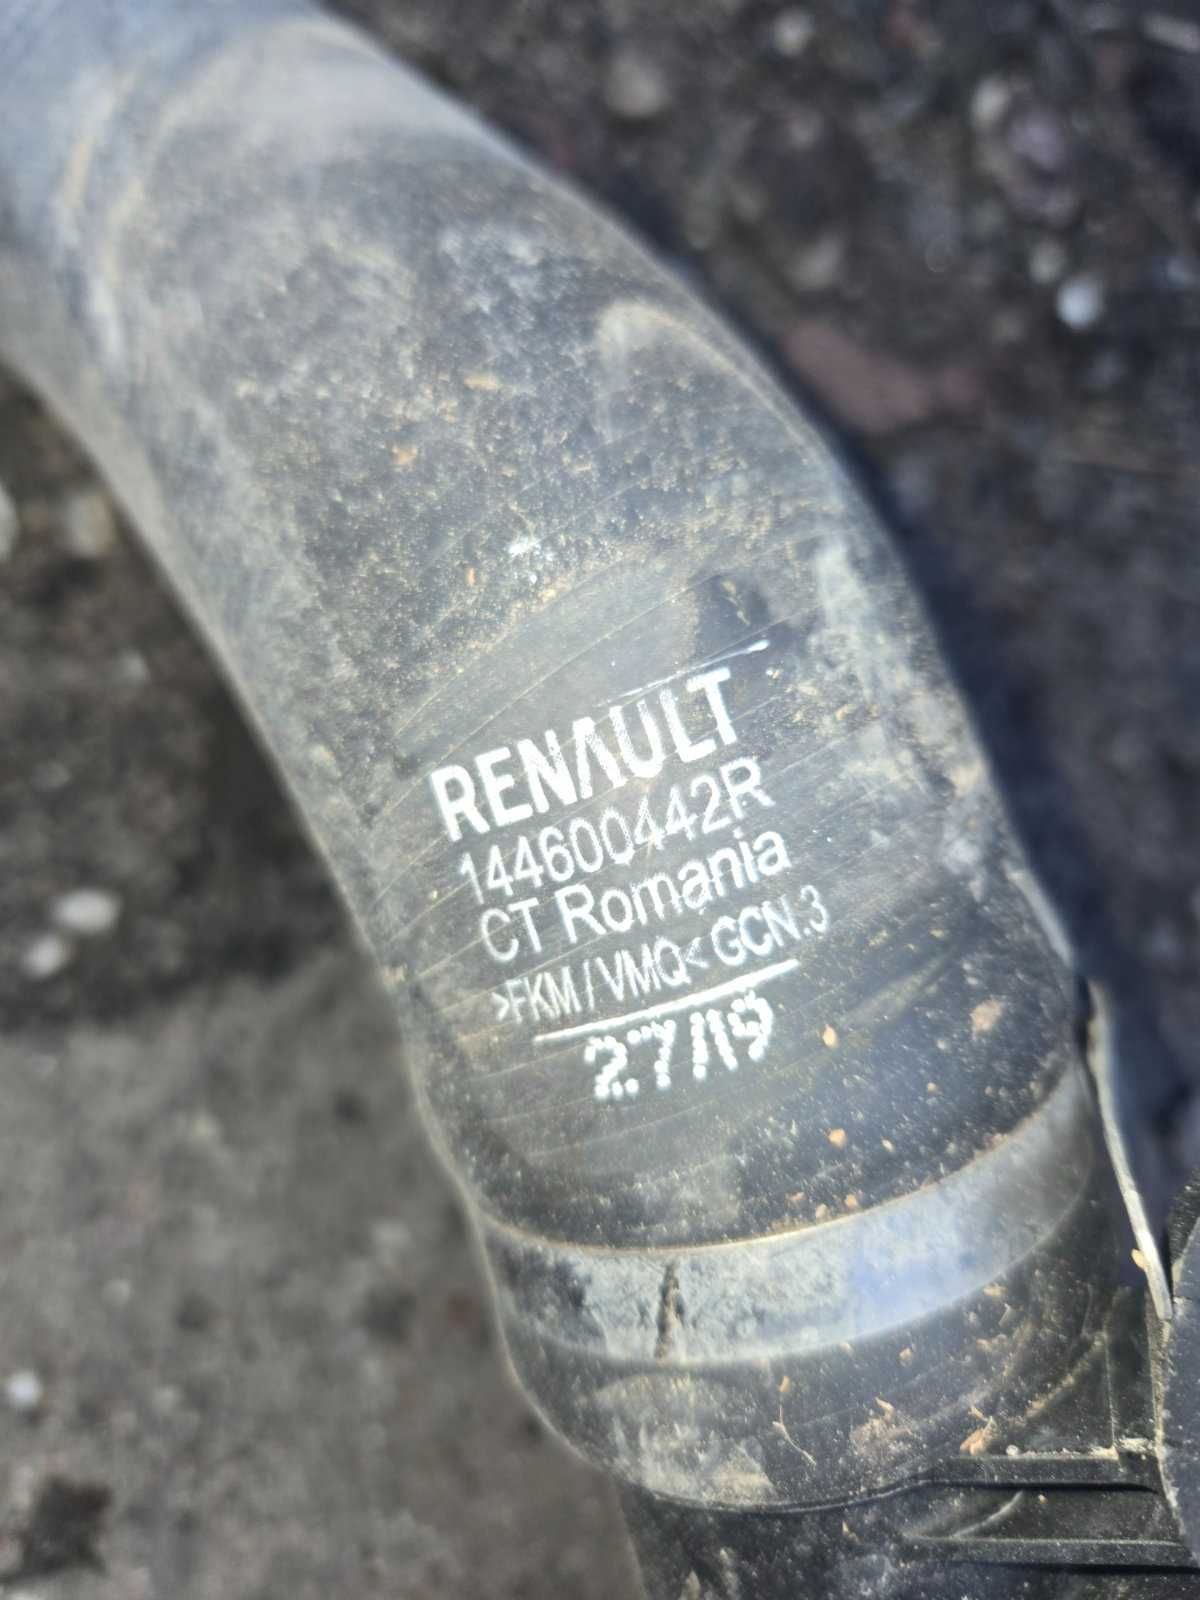 RENAULT
144600442R
CT Romania
>FKM / VMQ< GCN.3
27/19